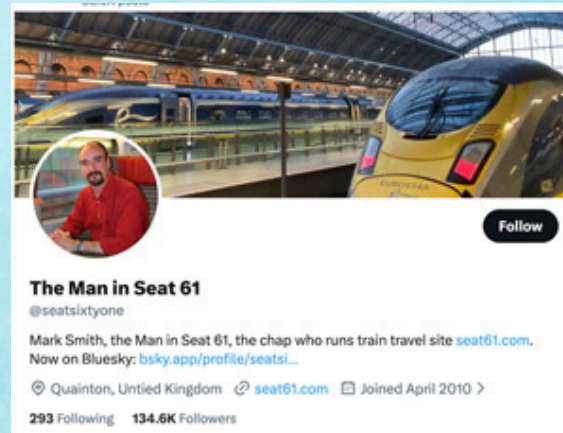 EUROSTAR
Follow
The Man in Seat 61
@seatsixtyone
Mark Smith, the Man in Seat 61, the chap who runs train travel site seat61.com.
Now on Bluesky: bsky.app/profile/seatsi...
Quainton, Untied Kingdom seat61.com Joined April 2010
293 Following 134.6K Followers